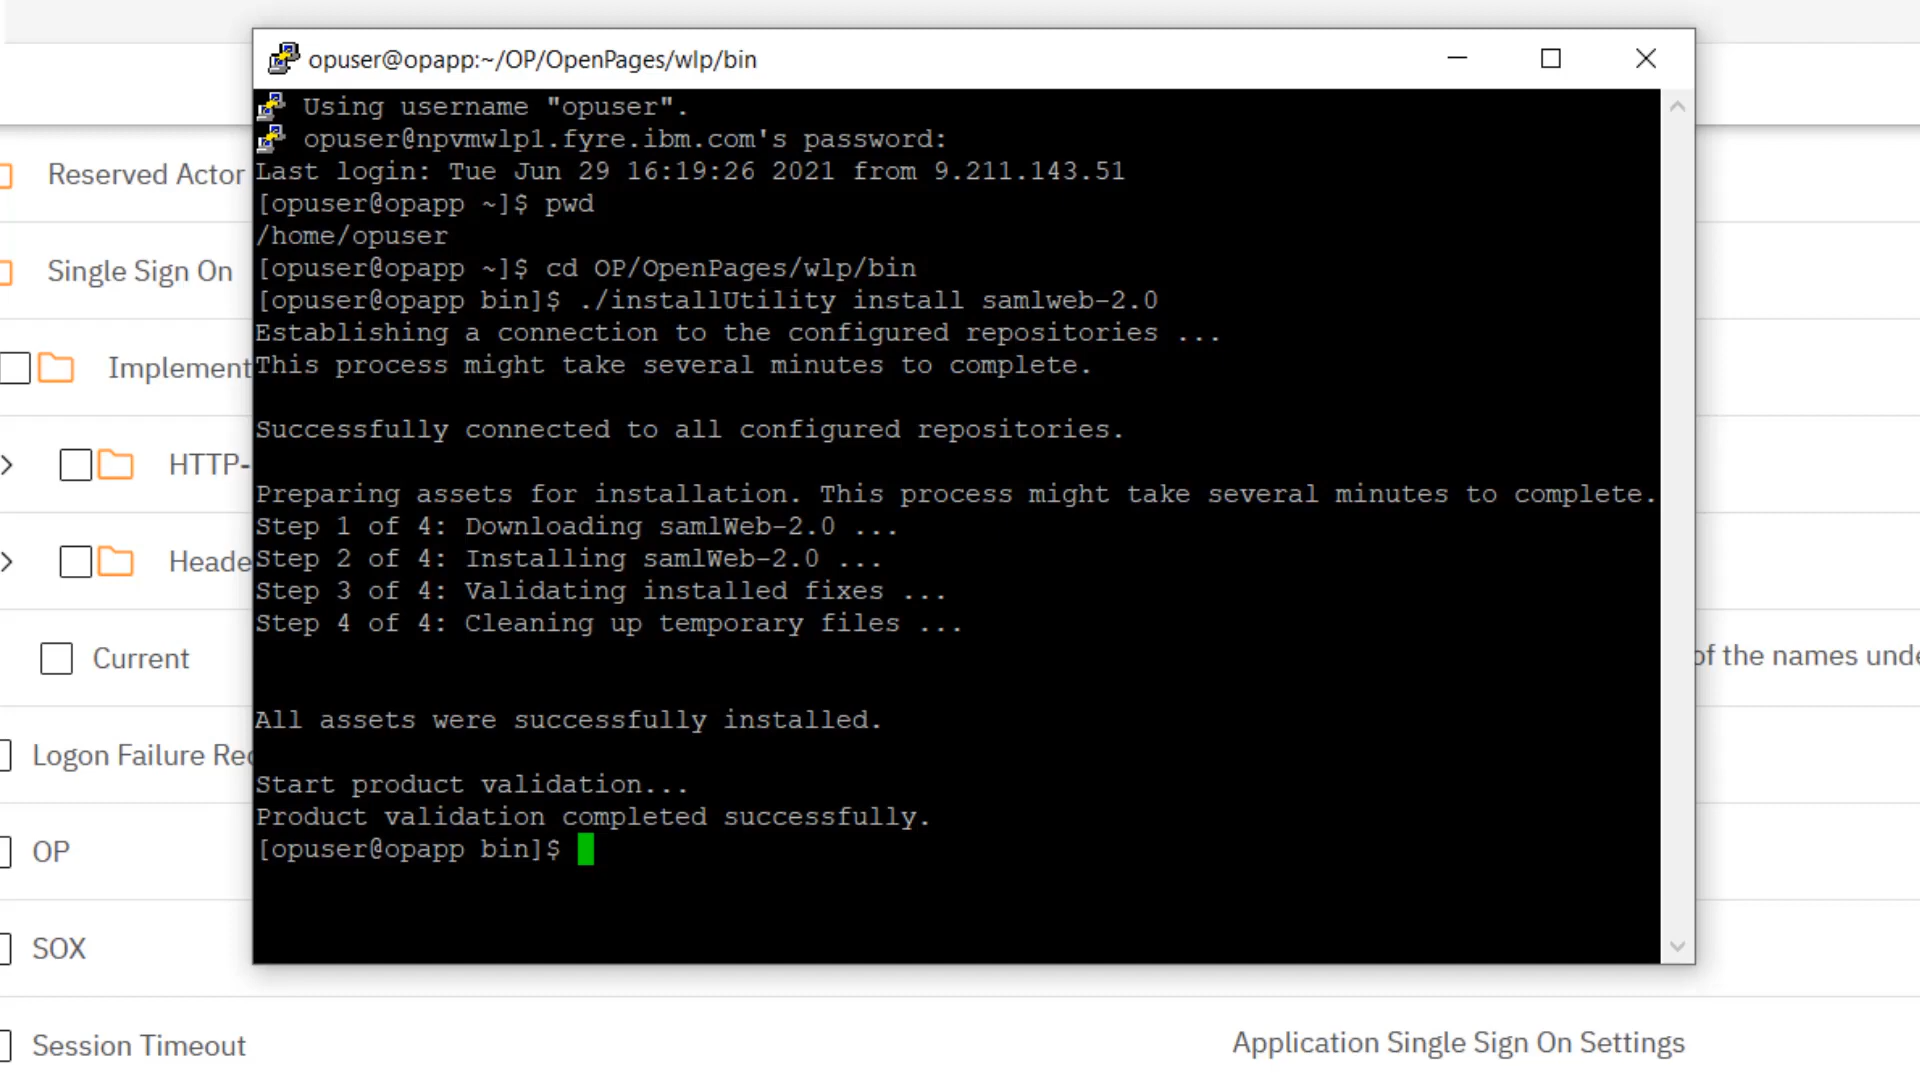 opuser@opapp:~/OP/OpenPages/wlp/bin
Using username "opuser".
opuser@npvmwlp1.fyre.ibm.com's password:
Last login: Tue Jun 29 16:19:26 2021 from 9.211.143.51
[opuser@opapp ~]$ pwd
/home/opuser
[opuser@opapp ~]$ cd OP/OpenPages/wlp/bin
[opuser@opapp bin]$ ./installUtility install samlweb-2.0
Establishing a connection to the configured repositories ...
This process might take several minutes to complete.
Successfully connected to all configured repositories.
Preparing assets for installation. This process might take several minutes to complete.
Step 1 of 4: Downloading samlWeb-2.0 ...
Step 2 of 4: Installing samlWeb-2.0 ...
Step 3 of 4: Validating installed fixes ...
Step 4 of 4: Cleaning up temporary files ...
All assets were successfully installed.
Start product validation...
Product validation completed successfully.
[opuser@opapp bin]$
Reserved Actor
Single Sign On
Implement
HTTP-
Heade
Current
of the names unde
Logon Failure Rec
OP
SOX
Session Timeout
Application Single Sign On Settings